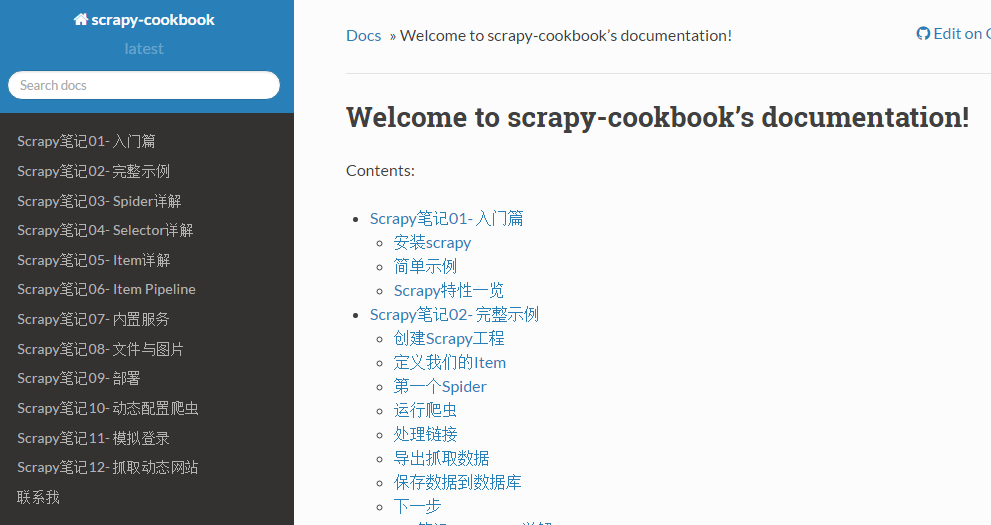 scrapy-cookbook
latest
Search docs
Scrapy笔记01- 入门篇
Scrapy笔记02- 完整示例
Scrapy笔记03- Spider详解
Scrapy笔记04- Selector详解
Scrapy笔记05- Item详解
Scrapy笔记06- Item Pipeline
Scrapy笔记07- 内置服务
Scrapy笔记08- 文件与图片
Scrapy笔记09- 部署
Scrapy笔记10- 动态配置爬虫
Scrapy笔记11- 模拟登录
Scrapy笔记12- 抓取动态网站
联系我
Docs » Welcome to scrapy-cookbook’s documentation!
Edit on
Welcome to scrapy-cookbook’s documentation!
Contents:
Scrapy笔记01- 入门篇
安装scrapy
简单示例
Scrapy特性一览
Scrapy笔记02- 完整示例
创建Scrapy工程
定义我们的Item
第一个Spider
运行爬虫
处理链接
导出抓取数据
保存数据到数据库
下一步